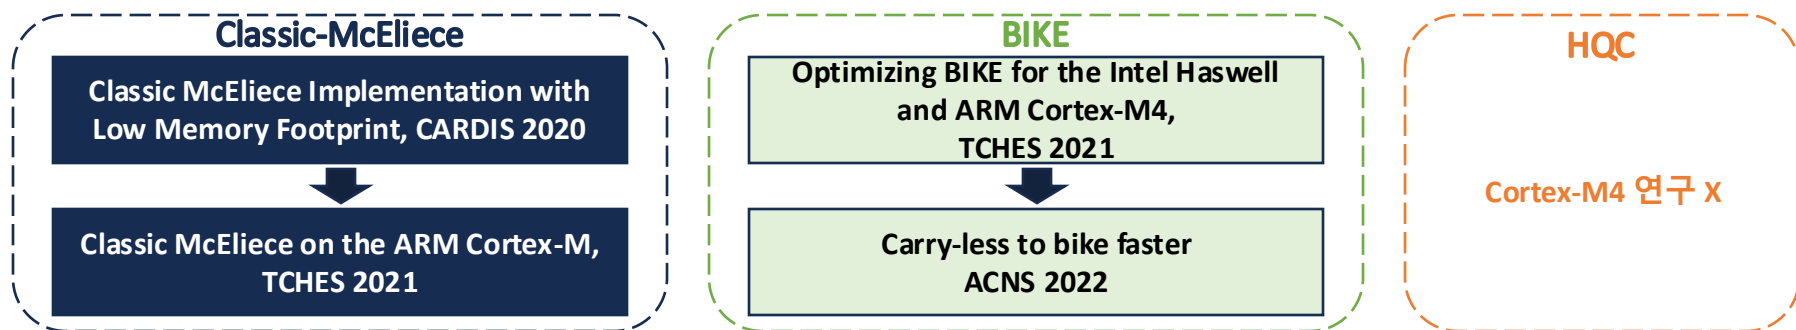 Classic-McEliece
Classic McEliece Implementation with
Low Memory Footprint, CARDIS 2020
Classic McEliece on the ARM Cortex-M,
TCHES 2021
BIKE
Optimizing BIKE for the Intel Haswell
and ARM Cortex-M4,
TCHES 2021
Carry-less to bike faster
ACNS 2022
HQC
Cortex-M4 연구 X